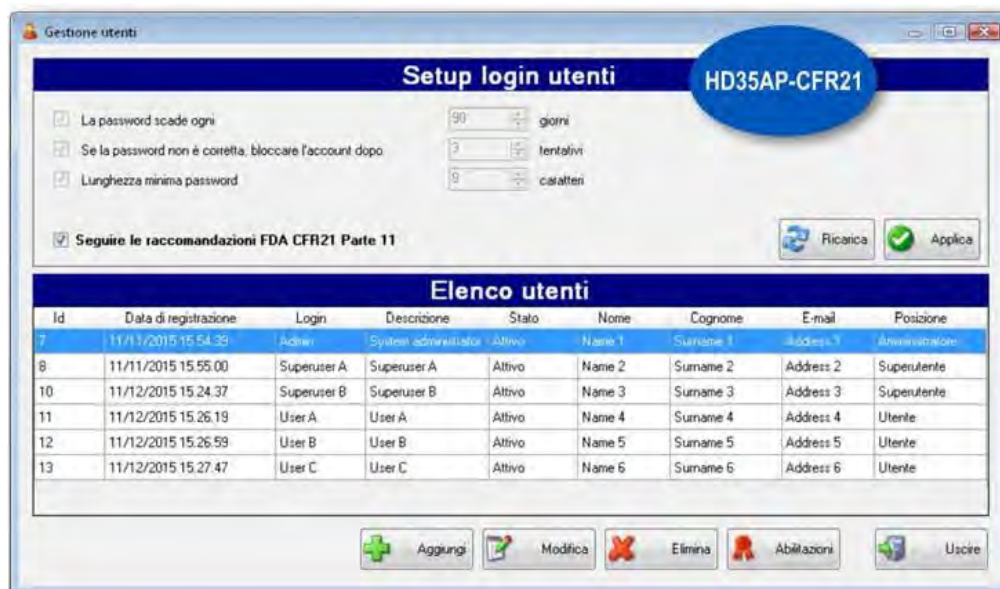 Gestione utenti
Setup login utenti
HD35AP-CFR21
La password scade ogni 90 giorni
Se la password non è corretta, bloccare l'account dopo 3 tentativi
Lunghezza minima password 9 caratteri
Seguire le raccomandazioni FDA CFR21 Parte 11
Ricarica Applica
Elenco utenti
Id Data di registrazione Login Descrizione Stato Nome Cognome E-mail Posizione
7 11/11/2015 15.54.39 Admin System administrator Attivo Name 1 Surname 1 Address 1 Amministratore
8 11/11/2015 15.55.00 Superuser A Superuser A Attivo Name 2 Surname 2 Address 2 Superutente
10 11/12/2015 15.24.37 Superuser B Superuser B Attivo Name 3 Surname 3 Address 3 Superutente
11 11/12/2015 15.26.19 User A User A Attivo Name 4 Surname 4 Address 4 Utente
12 11/12/2015 15.26.59 User B User B Attivo Name 5 Surname 5 Address 5 Utente
13 11/12/2015 15.27.47 User C User C Attivo Name 6 Surname 6 Address 6 Utente
Aggiungi Modifica Elimina Abilitazioni Uscire